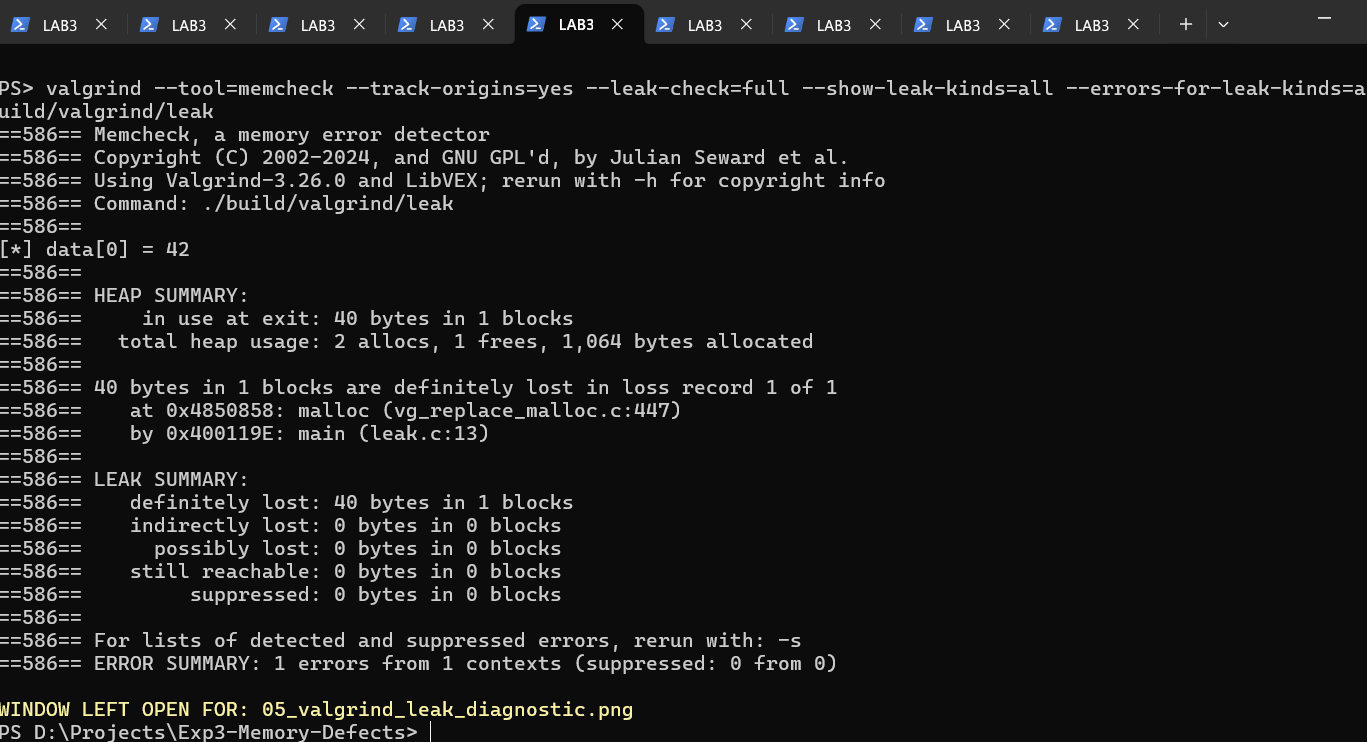 LAB3 LAB3 LAB3 LAB3 LAB3 LAB3 LAB3 LAB3 LAB3
PS> valgrind --tool=memcheck --track-origins=yes --leak-check=full --show-leak-kinds=all --errors-for-leak-kinds=a
uild/valgrind/leak
==586== Memcheck, a memory error detector
==586== Copyright (C) 2002-2024, and GNU GPL'd, by Julian Seward et al.
==586== Using Valgrind-3.26.0 and LibVEX; rerun with -h for copyright info
==586== Command: ./build/valgrind/leak
==586==
[*] data[0] = 42
==586==
==586== HEAP SUMMARY:
==586==     in use at exit: 40 bytes in 1 blocks
==586==   total heap usage: 2 allocs, 1 frees, 1,064 bytes allocated
==586==
==586== 40 bytes in 1 blocks are definitely lost in loss record 1 of 1
==586==    at 0x4850858: malloc (vg_replace_malloc.c:447)
==586==    by 0x400119E: main (leak.c:13)
==586==
==586== LEAK SUMMARY:
==586==    definitely lost: 40 bytes in 1 blocks
==586==    indirectly lost: 0 bytes in 0 blocks
==586==      possibly lost: 0 bytes in 0 blocks
==586==    still reachable: 0 bytes in 0 blocks
==586==         suppressed: 0 bytes in 0 blocks
==586==
==586== For lists of detected and suppressed errors, rerun with: -s
==586== ERROR SUMMARY: 1 errors from 1 contexts (suppressed: 0 from 0)
WINDOW LEFT OPEN FOR: 05_valgrind_leak_diagnostic.png
PS D:\Projects\Exp3-Memory-Defects>